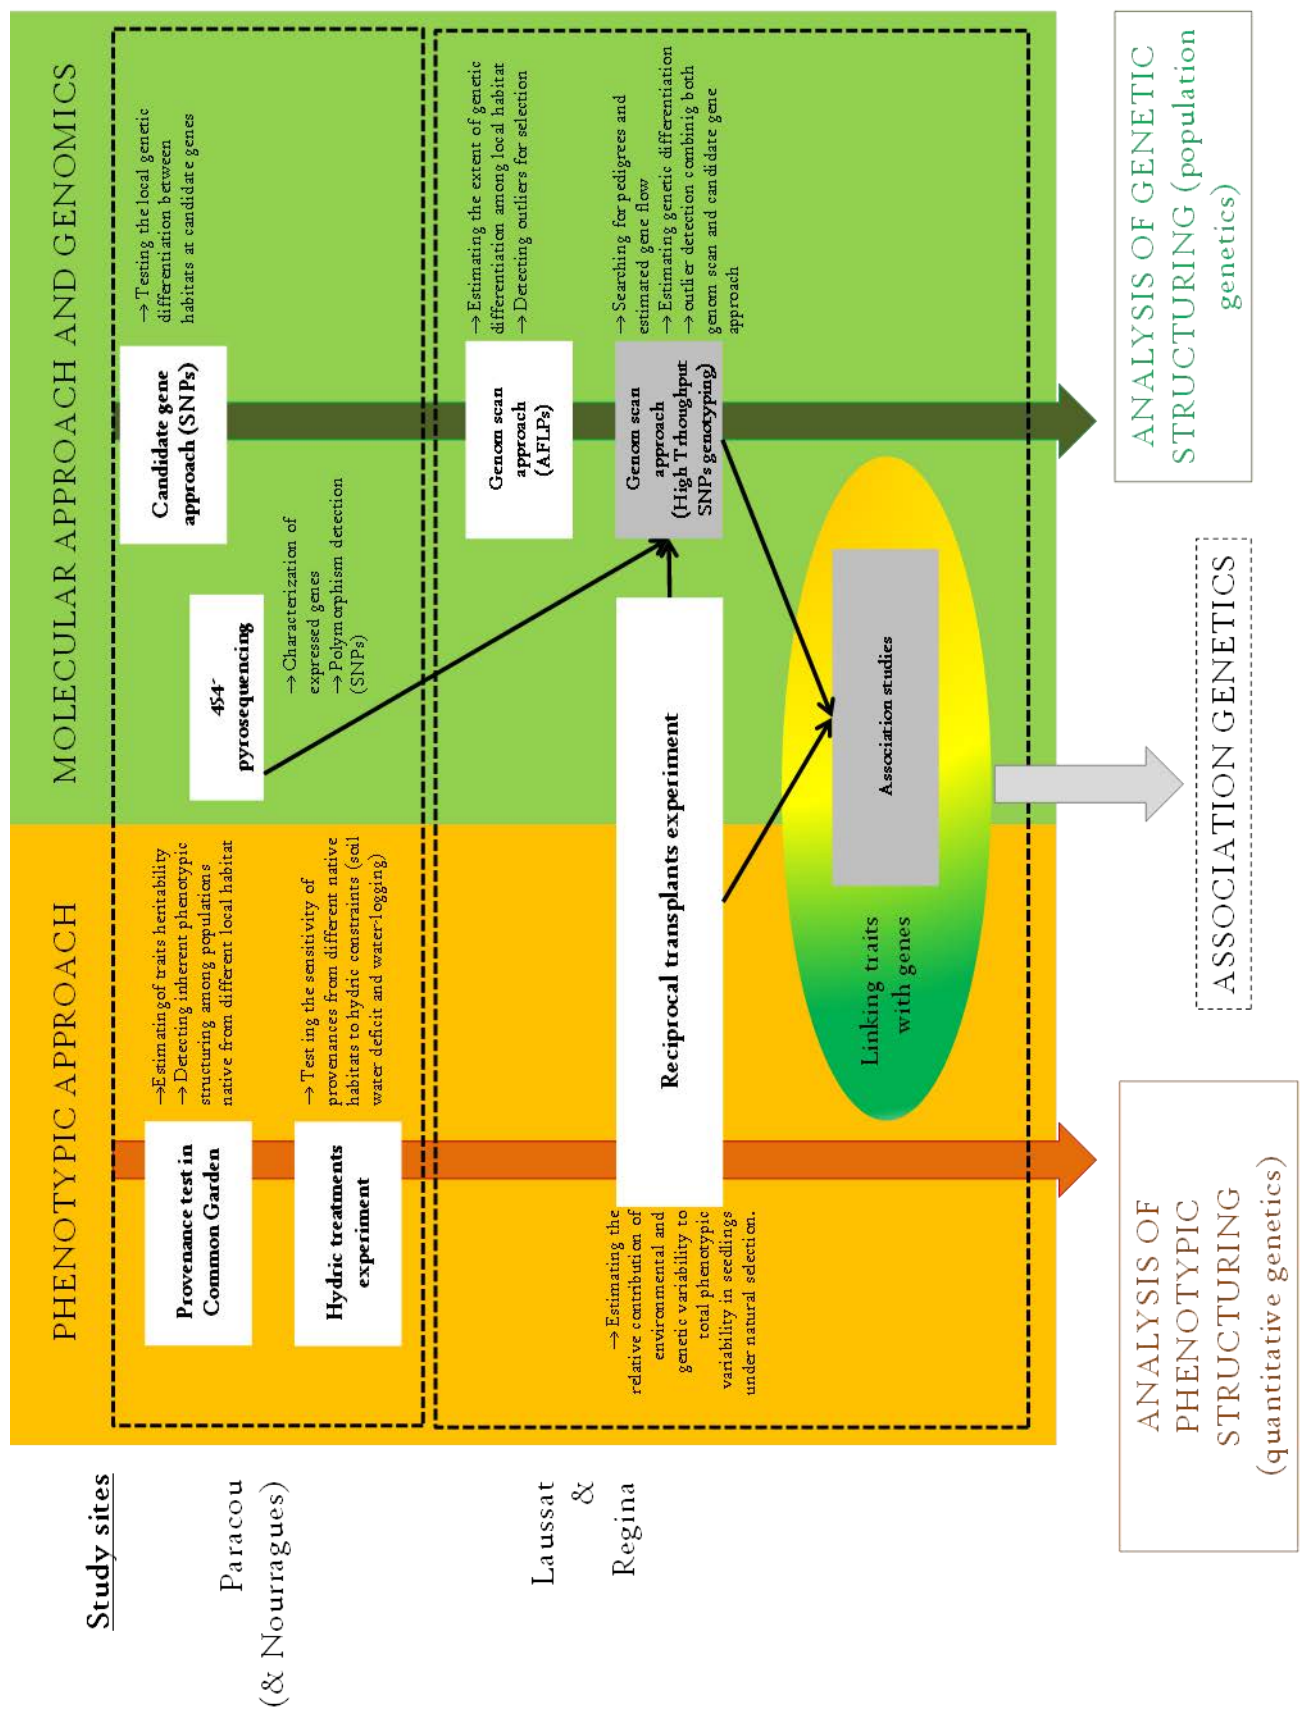 PHENOTYPIC APPROACH
MOLECULAR APPROACH AND GENOMICS
Study sites
Paracou
(& Nourragues)
Provenance test in
Common Garden
→Estimatingof traits heritability
→ Detecting inherent phenotypic
structuring among populations
native from different local habitat
Hydric treatments
experiment
→ Test ing the sensitivity of
provenances from different native
habitats to hydric constraints (soil
water deficit and water-logging)
454-
pyrosequencing
→ Characterization of
expressed genes
→ Polymorphism detection
(SNPs)
Candidate gene
approach (SNPs)
→ Testing the local genetic
differentiation between
habitats at candidate genes
Laussat
&
Regina
Genom scan
approach
(AFLPs)
→ Estimating the extent of genetic
differentiation among local habitat
→ Detecting outliers for selection
→ Estimating the
relative contribution of
environmental and
genetic variability to
total phenotypic
variability in seedlings
under natural selection.
Reciprocal transplants experiment
Genom scan
approach
(High Trhoughput
SNPs genotyping)
→ Searching for pedigrees and
estimated gene flow
→ Estimating genetic differentiation
→ outlier detection combinig both
genom scan and candidate gene
approach
Linking traits
with genes
Association studies
ANALYSIS OF
PHENOTYPIC
STRUCTURING
(quantitative genetics)
ASSOCIATION GENETICS
ANALYSIS OF GENETIC
STRUCTURING (population
genetics)